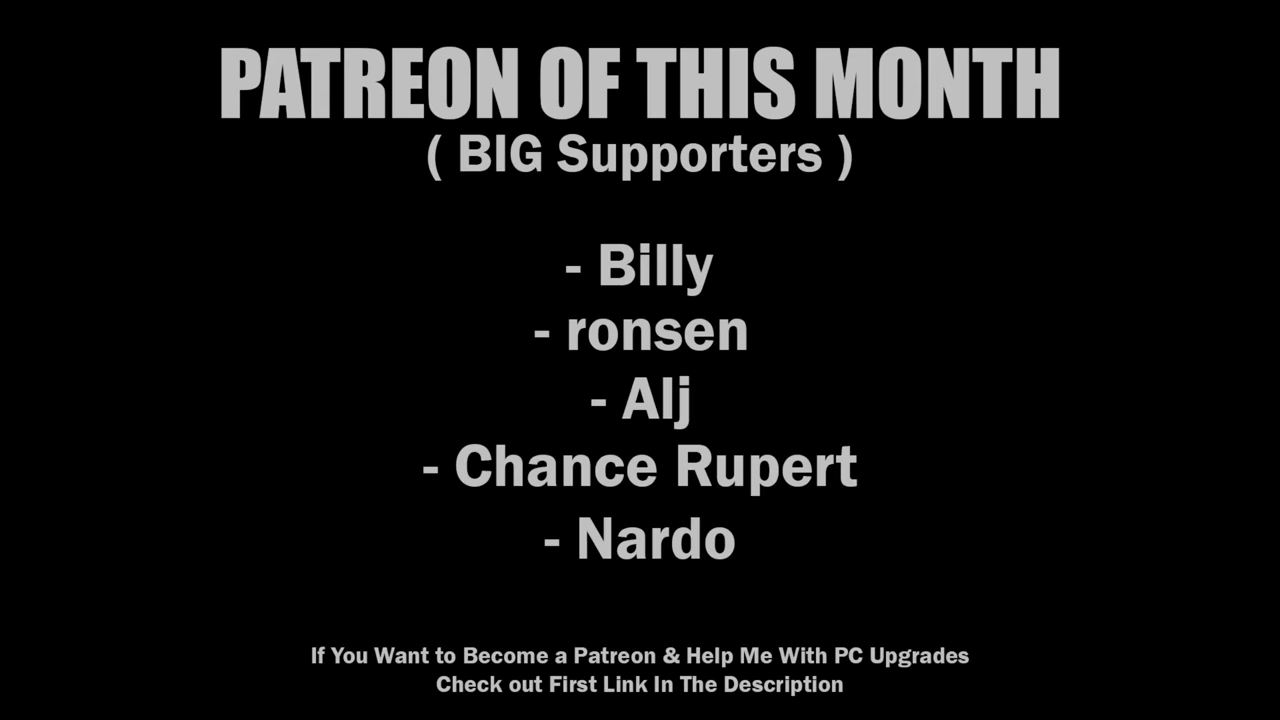 PATREON OF THIS MONTH
( BIG Supporters )
- Billy
- ronsen
- Alj
- Chance Rupert
- Nardo
If You Want to Become a Patreon & Help Me With PC Upgrades
Check out First Link In The Description